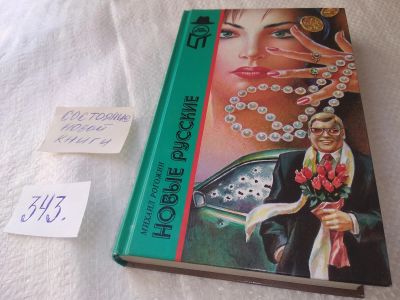 СОСТОЯНИЕ
НОВОЙ
КНИГИ
343.
МИХАИЛ РОГОЖИН
НОВЫЕ РУССКИЕ